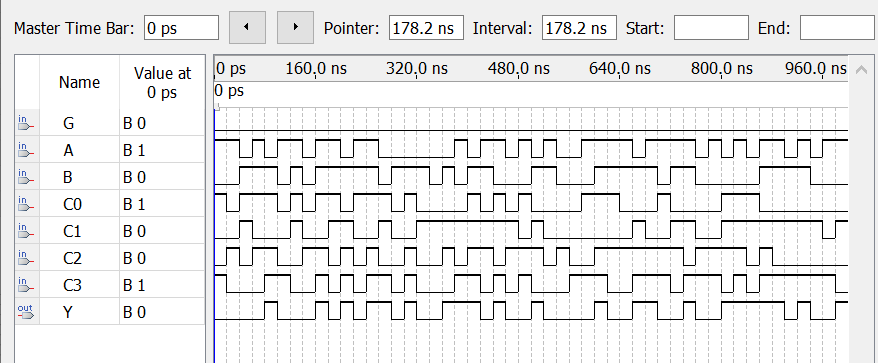 Master Time Bar: 0 ps Pointer: 178.2 ns Interval: 178.2 ns Start: End:
Name Value at 0 ps
0 ps 160.0 ns 320.0 ns 480.0 ns 640.0 ns 800.0 ns 960.0 ns
0 ps
in G B 0
in A B 1
in B B 0
in C0 B 1
in C1 B 0
in C2 B 0
in C3 B 1
out Y B 0